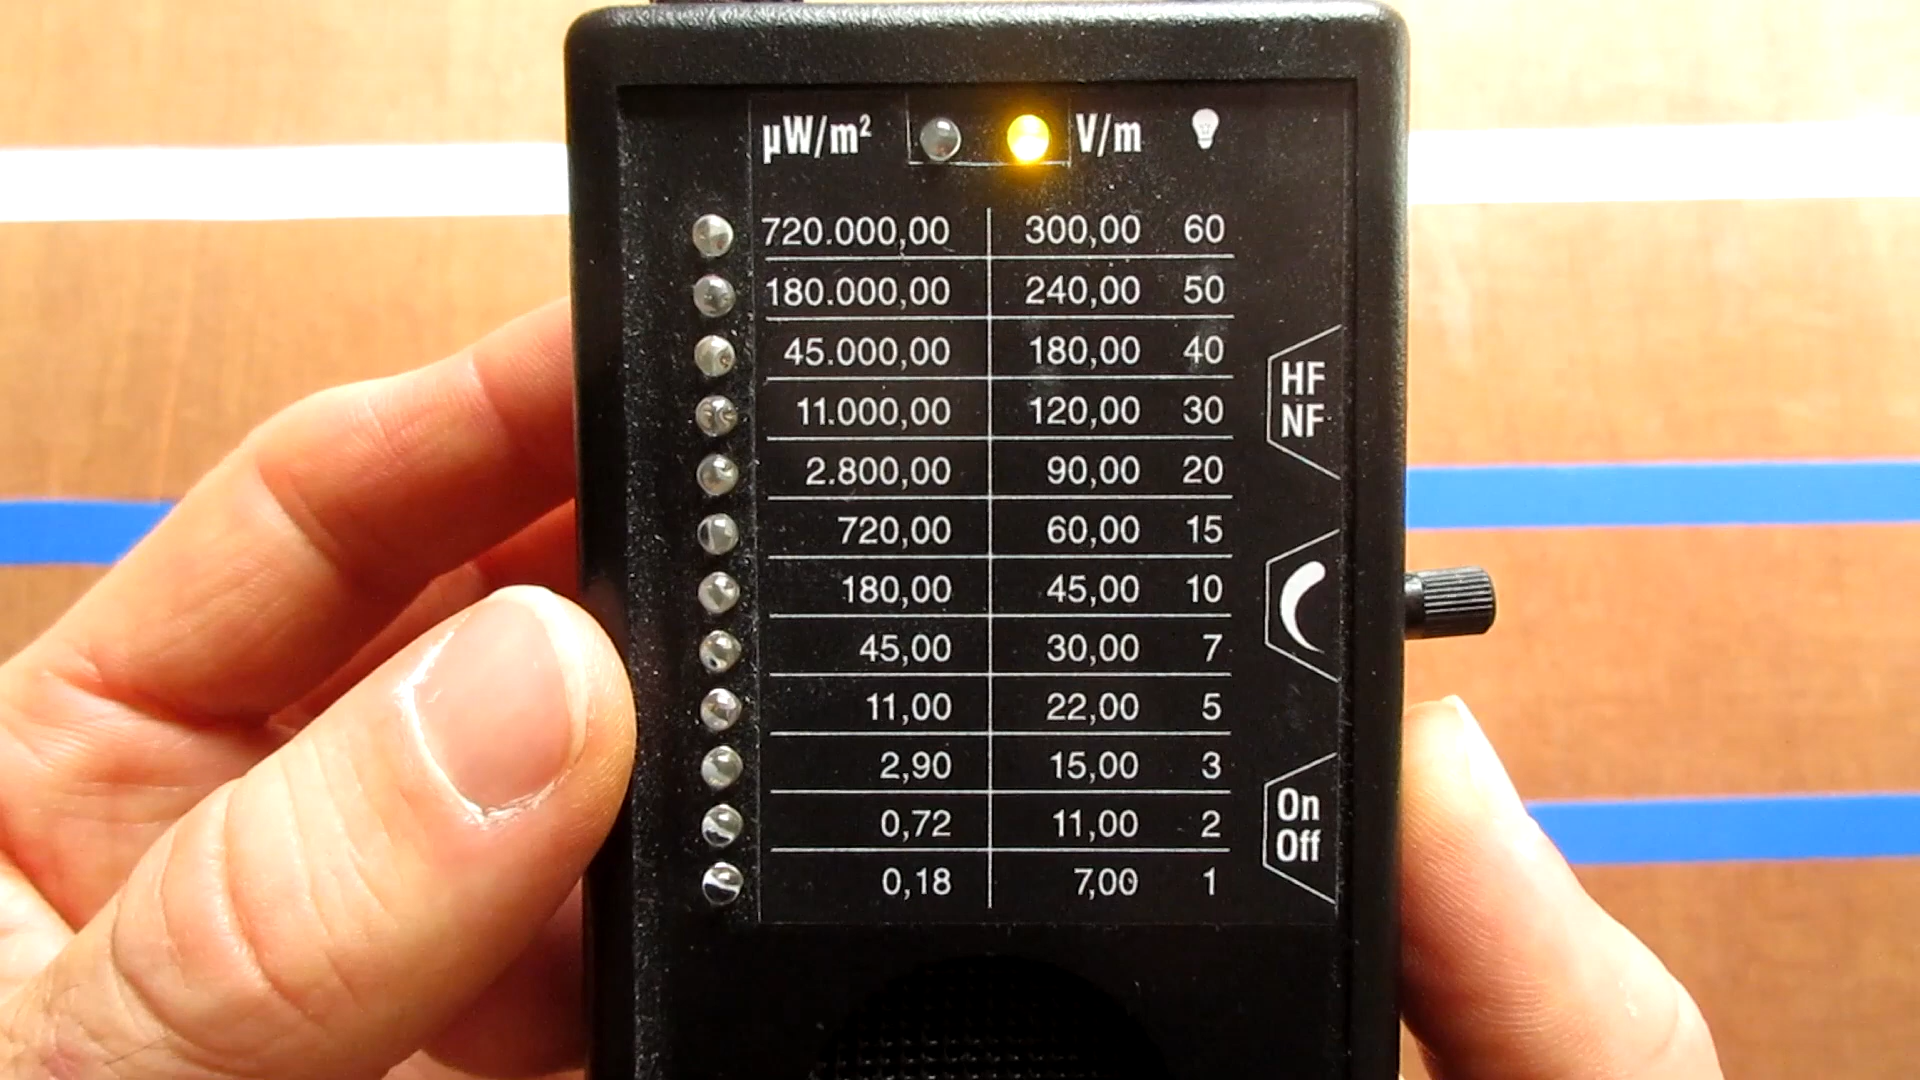 µW/m² V/m
720.000,00 300,00 60
180.000,00 240,00 50
45.000,00 180,00 40
11.000,00 120,00 30
2.800,00 90,00 20
720,00 60,00 15
180,00 45,00 10
45,00 30,00 7
11,00 22,00 5
2,90 15,00 3
0,72 11,00 2
0,18 7,00 1
HF
NF
On
Off